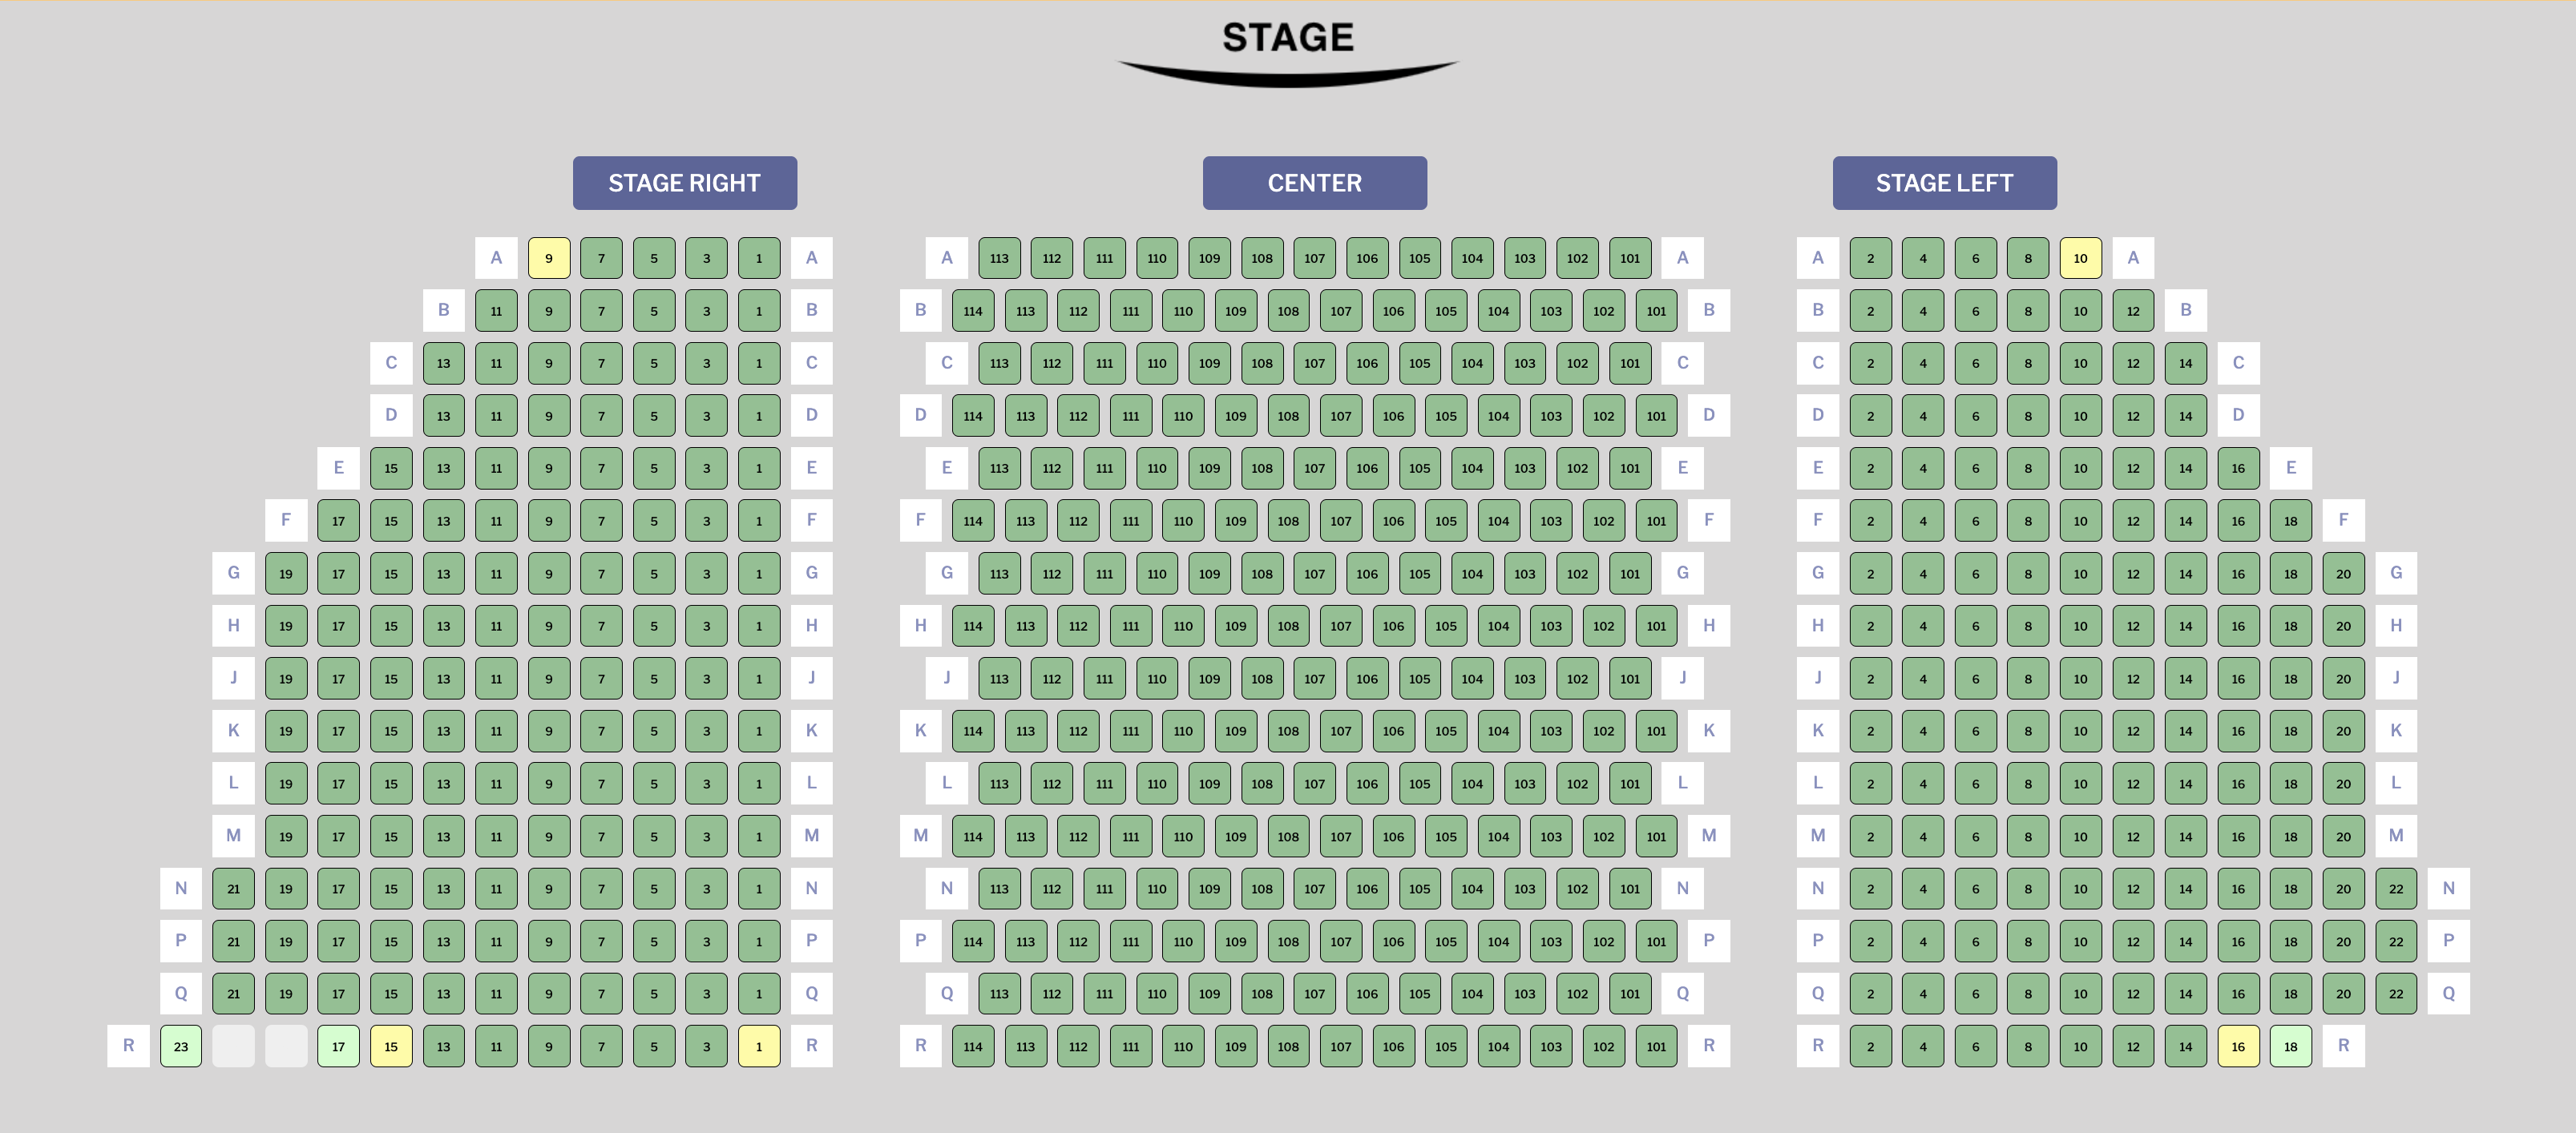 STAGE
STAGE RIGHT CENTER STAGE LEFT
A 9 7 5 3 1 A A 113 112 111 110 109 108 107 106 105 104 103 102 101 A A 2 4 6 8 10 A
B 11 9 7 5 3 1 B B 114 113 112 111 110 109 108 107 106 105 104 103 102 101 B B 2 4 6 8 10 12 B
C 13 11 9 7 5 3 1 C C 113 112 111 110 109 108 107 106 105 104 103 102 101 C C 2 4 6 8 10 12 14 C
D 13 11 9 7 5 3 1 D D 114 113 112 111 110 109 108 107 106 105 104 103 102 101 D D 2 4 6 8 10 12 14 D
E 15 13 11 9 7 5 3 1 E E 113 112 111 110 109 108 107 106 105 104 103 102 101 E E 2 4 6 8 10 12 14 16 E
F 17 15 13 11 9 7 5 3 1 F F 114 113 112 111 110 109 108 107 106 105 104 103 102 101 F F 2 4 6 8 10 12 14 16 18 F
G 19 17 15 13 11 9 7 5 3 1 G G 113 112 111 110 109 108 107 106 105 104 103 102 101 G G 2 4 6 8 10 12 14 16 18 20 G
H 19 17 15 13 11 9 7 5 3 1 H H 114 113 112 111 110 109 108 107 106 105 104 103 102 101 H H 2 4 6 8 10 12 14 16 18 20 H
J 19 17 15 13 11 9 7 5 3 1 J J 113 112 111 110 109 108 107 106 105 104 103 102 101 J J 2 4 6 8 10 12 14 16 18 20 J
K 19 17 15 13 11 9 7 5 3 1 K K 114 113 112 111 110 109 108 107 106 105 104 103 102 101 K K 2 4 6 8 10 12 14 16 18 20 K
L 19 17 15 13 11 9 7 5 3 1 L L 113 112 111 110 109 108 107 106 105 104 103 102 101 L L 2 4 6 8 10 12 14 16 18 20 L
M 19 17 15 13 11 9 7 5 3 1 M M 114 113 112 111 110 109 108 107 106 105 104 103 102 101 M M 2 4 6 8 10 12 14 16 18 20 M
N 21 19 17 15 13 11 9 7 5 3 1 N N 113 112 111 110 109 108 107 106 105 104 103 102 101 N N 2 4 6 8 10 12 14 16 18 20 22 N
P 21 19 17 15 13 11 9 7 5 3 1 P P 114 113 112 111 110 109 108 107 106 105 104 103 102 101 P P 2 4 6 8 10 12 14 16 18 20 22 P
Q 21 19 17 15 13 11 9 7 5 3 1 Q Q 113 112 111 110 109 108 107 106 105 104 103 102 101 Q Q 2 4 6 8 10 12 14 16 18 20 22 Q
R 23 17 15 13 11 9 7 5 3 1 R R 114 113 112 111 110 109 108 107 106 105 104 103 102 101 R R 2 4 6 8 10 12 14 16 18 R